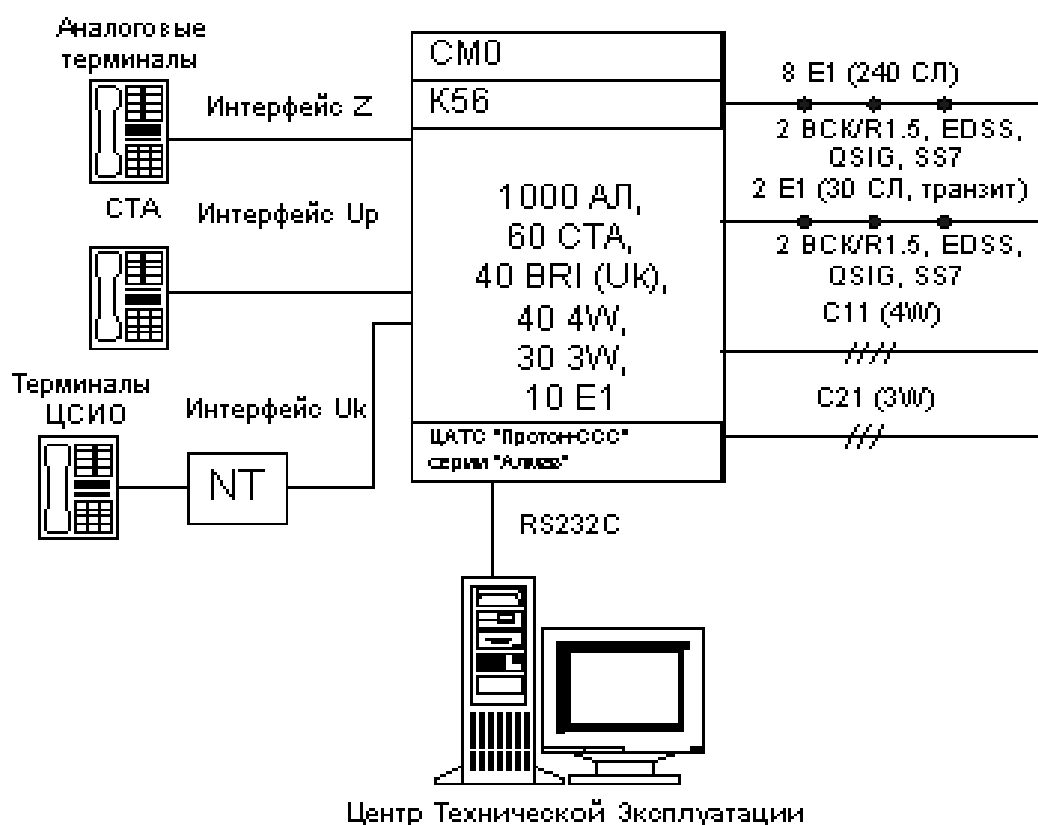 Аналоговые
терминалы
Интерфейс Z
СТА
Интерфейс Up
Терминалы
ЦСИО
Интерфейс Uk
NT
СМ0
К56
1000 АЛ,
60 СТА,
40 BRI (Uk),
40 4W,
30 3W,
10 E1
ЦАТС "Протон-ССС"
серии "Алмаз"
RS232C
8 E1 (240 СЛ)
2 ВСК/R1.5, EDSS,
QSIG, SS7
2 E1 (30 СЛ, транзит)
2 ВСК/R1.5, EDSS,
QSIG, SS7
C11 (4W)
C21 (3W)
Центр Технической Эксплуатации